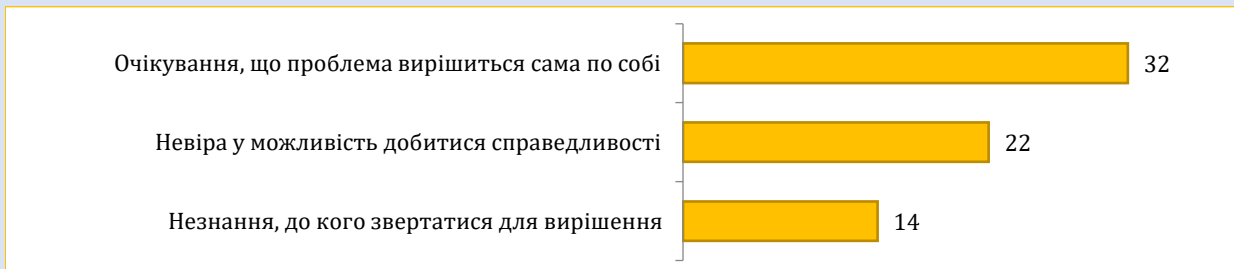 Очікування, що проблема вирішиться сама по собі 32
Невіра у можливість добитися справедливості 22
Незнання, до кого звертатися для вирішення 14